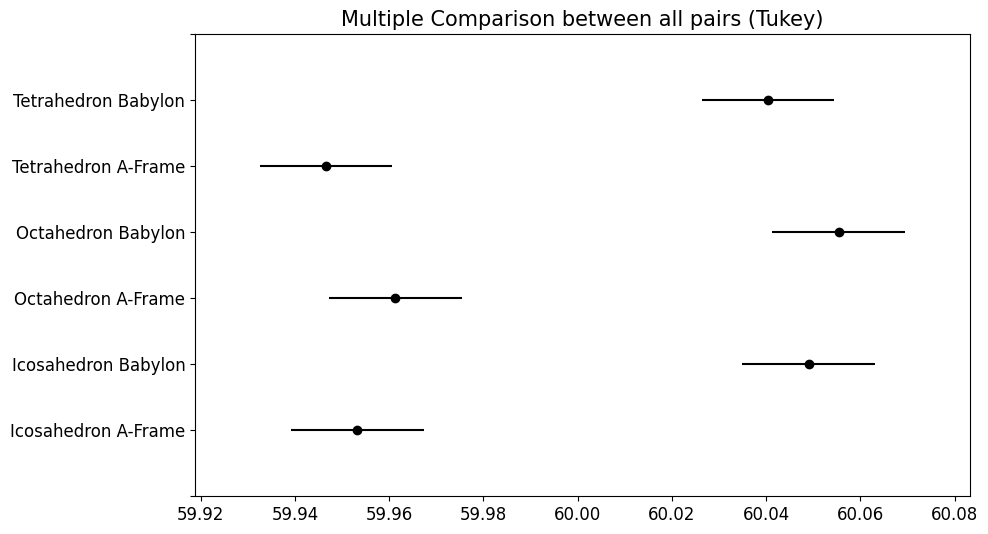 Multiple Comparison between all pairs (Tukey)
Tetrahedron Babylon
Tetrahedron A-Frame
Octahedron Babylon
Octahedron A-Frame
Icosahedron Babylon
Icosahedron A-Frame
59.92 59.94 59.96 59.98 60.00 60.02 60.04 60.06 60.08